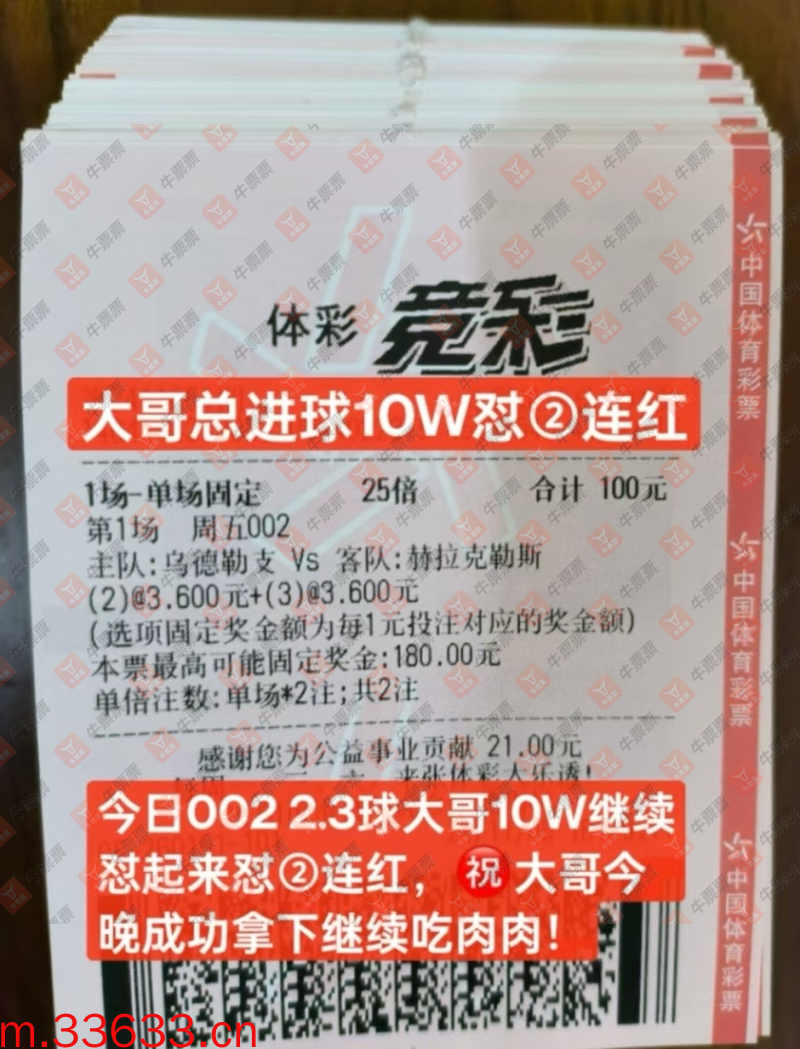 体彩 竞彩
大哥总进球10W怼②连红
1场-单场固定 25倍 合计 100元
第1场 周五002
主队:乌德勒支 Vs 客队:赫拉克勒斯
(2)@3.600元+(3)@3.600元
(选项固定奖金额为每1元投注对应的奖金额)
本票最高可能固定奖金:180.00元
单倍注数:单场*2注;共2注
感谢您为公益事业贡献 21.00元
来张体彩大乐透!
今日002 2.3球大哥10W继续
怼起来怼②连红，㊗大哥今
晚成功拿下继续吃肉肉！
中国体育彩票
中国体育彩票
中国体育彩票
牛票票
m.33633.cn